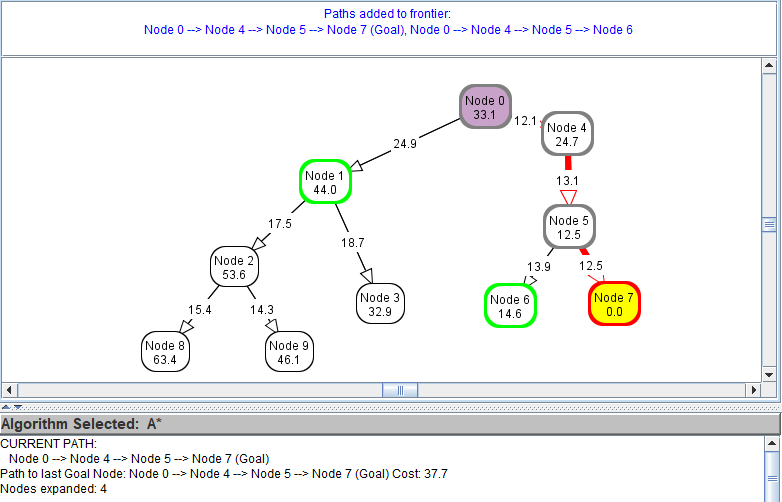 Paths added to frontier:
Node 0 --> Node 4 --> Node 5 --> Node 7 (Goal), Node 0 --> Node 4 --> Node 5 --> Node 6
Node 0
33.1
12.1
Node 4
24.7
24.9
Node 1
44.0
13.1
17.5
18.7
Node 5
12.5
Node 2
53.6
13.9
12.5
Node 3
32.9
Node 6
14.6
Node 7
0.0
15.4
14.3
Node 8
63.4
Node 9
46.1
Algorithm Selected: A*
CURRENT PATH:
Node 0 --> Node 4 --> Node 5 --> Node 7 (Goal)
Path to last Goal Node: Node 0 --> Node 4 --> Node 5 --> Node 7 (Goal) Cost: 37.7
Nodes expanded: 4